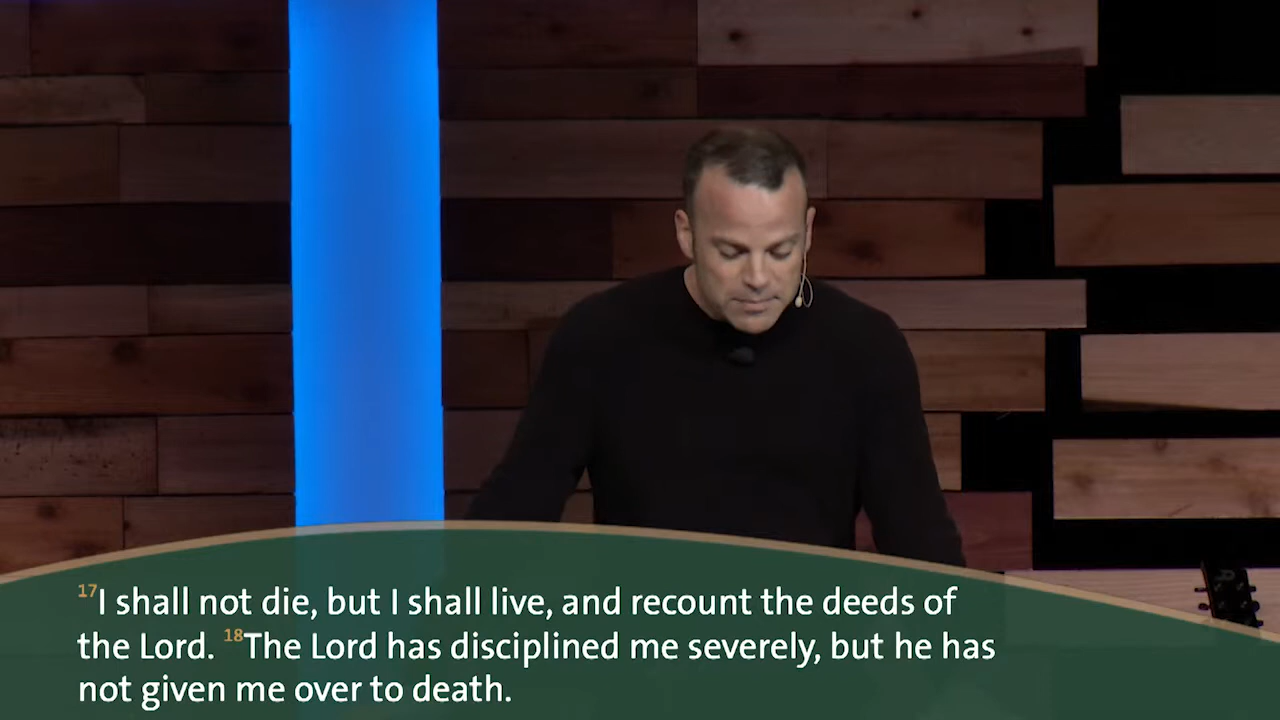 17I shall not die, but I shall live, and recount the deeds of
the Lord. 18The Lord has disciplined me severely, but he has
not given me over to death.